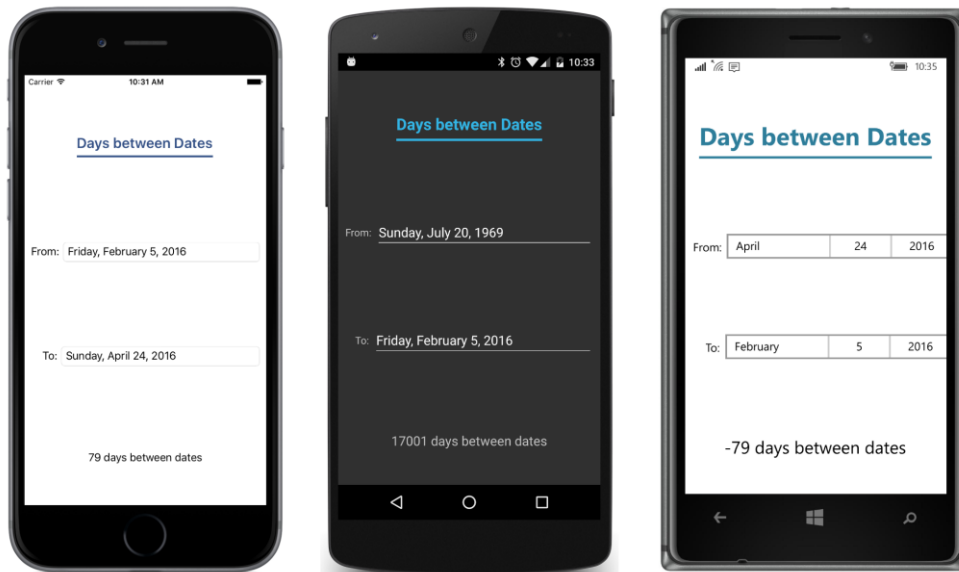 Carrier 10:31 AM
Days between Dates
From: Friday, February 5, 2016
To: Sunday, April 24, 2016
79 days between dates
10:33
Days between Dates
From: Sunday, July 20, 1969
To: Friday, February 5, 2016
17001 days between dates
10:35
Days between Dates
From: April 24 2016
To: February 5 2016
-79 days between dates